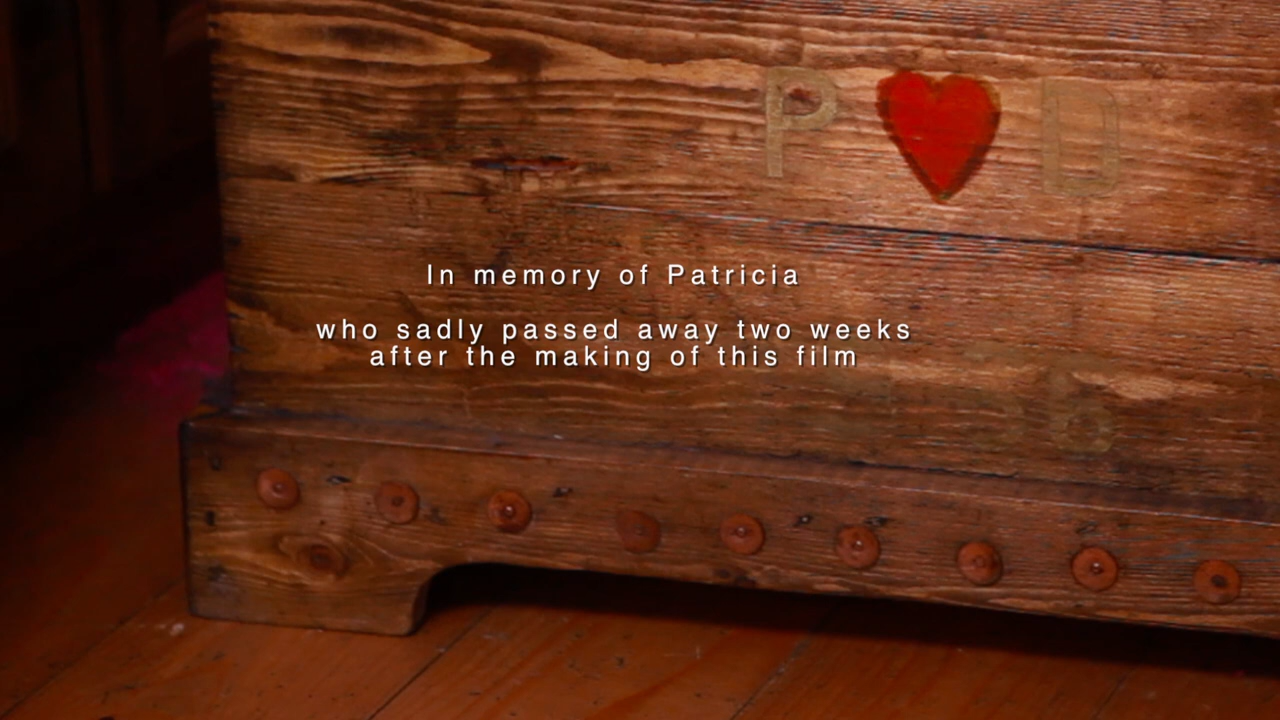 P D
In memory of Patricia
who sadly passed away two weeks
after the making of this film